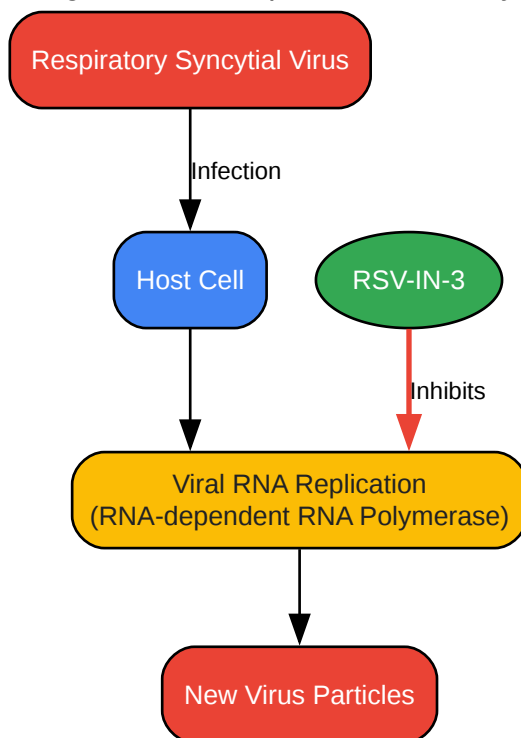 Respiratory Syncytial Virus
Infection
Host Cell
RSV-IN-3
Inhibits
Viral RNA Replication
(RNA-dependent RNA Polymerase)
New Virus Particles